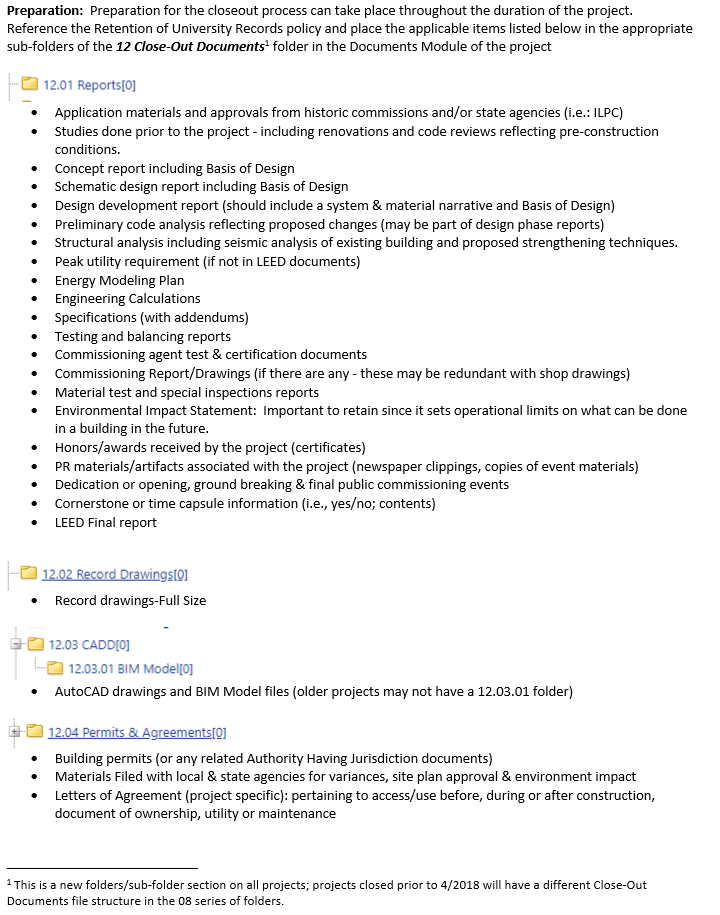 Preparation:  Preparation for the closeout process can take place throughout the duration of the project.
Reference the Retention of University Records policy and place the applicable items listed below in the appropriate
sub-folders of the 12 Close-Out Documents1 folder in the Documents Module of the project
12.01 Reports[0]
• Application materials and approvals from historic commissions and/or state agencies (i.e.: ILPC)
• Studies done prior to the project - including renovations and code reviews reflecting pre-construction
conditions.
• Concept report including Basis of Design
• Schematic design report including Basis of Design
• Design development report (should include a system & material narrative and Basis of Design)
• Preliminary code analysis reflecting proposed changes (may be part of design phase reports)
• Structural analysis including seismic analysis of existing building and proposed strengthening techniques.
• Peak utility requirement (if not in LEED documents)
• Energy Modeling Plan
• Engineering Calculations
• Specifications (with addendums)
• Testing and balancing reports
• Commissioning agent test & certification documents
• Commissioning Report/Drawings (if there are any - these may be redundant with shop drawings)
• Material test and special inspections reports
• Environmental Impact Statement:  Important to retain since it sets operational limits on what can be done
in a building in the future.
• Honors/awards received by the project (certificates)
• PR materials/artifacts associated with the project (newspaper clippings, copies of event materials)
• Dedication or opening, ground breaking & final public commissioning events
• Cornerstone or time capsule information (i.e., yes/no; contents)
• LEED Final report
12.02 Record Drawings[0]
• Record drawings-Full Size
12.03 CADD[0]
12.03.01 BIM Model[0]
• AutoCAD drawings and BIM Model files (older projects may not have a 12.03.01 folder)
12.04 Permits & Agreements[0]
• Building permits (or any related Authority Having Jurisdiction documents)
• Materials Filed with local & state agencies for variances, site plan approval & environment impact
• Letters of Agreement (project specific): pertaining to access/use before, during or after construction,
document of ownership, utility or maintenance
1 This is a new folders/sub-folder section on all projects; projects closed prior to 4/2018 will have a different Close-Out
Documents file structure in the 08 series of folders.